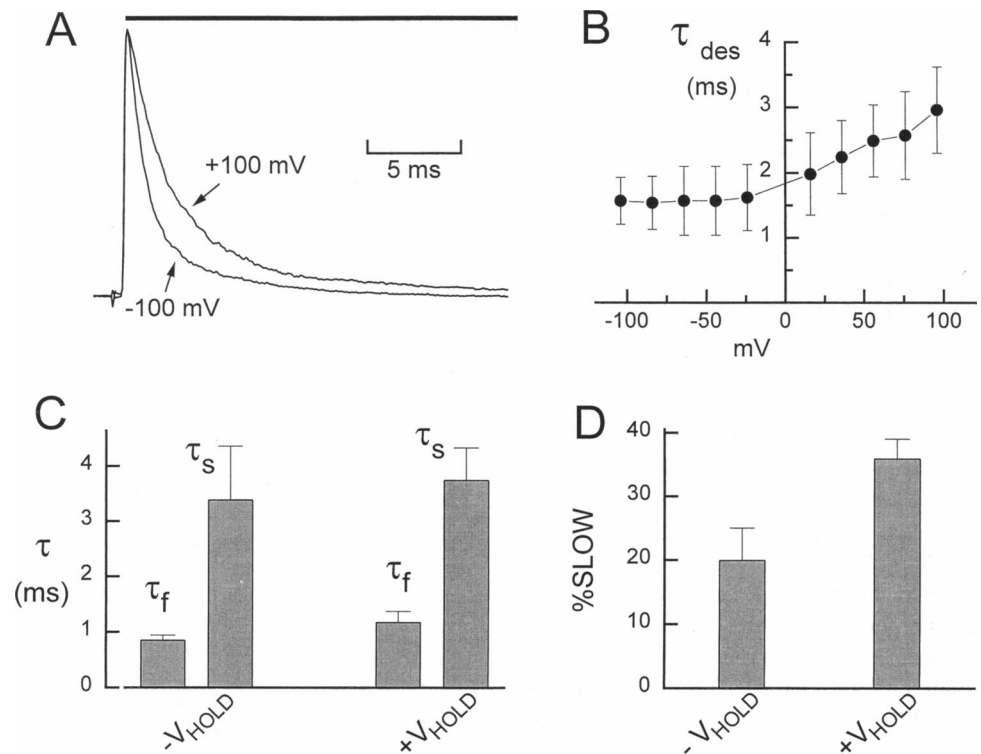 A
+100 mV
5 ms
-100 mV
B
τ des
(ms)
4
3
2
1
-100 -50 0 50 100
mV
C
τ
(ms)
4
3
2
1
0
τf
τs
τf
τs
-VHOLD
+VHOLD
D
%SLOW
40
30
20
10
0
- VHOLD
+VHOLD